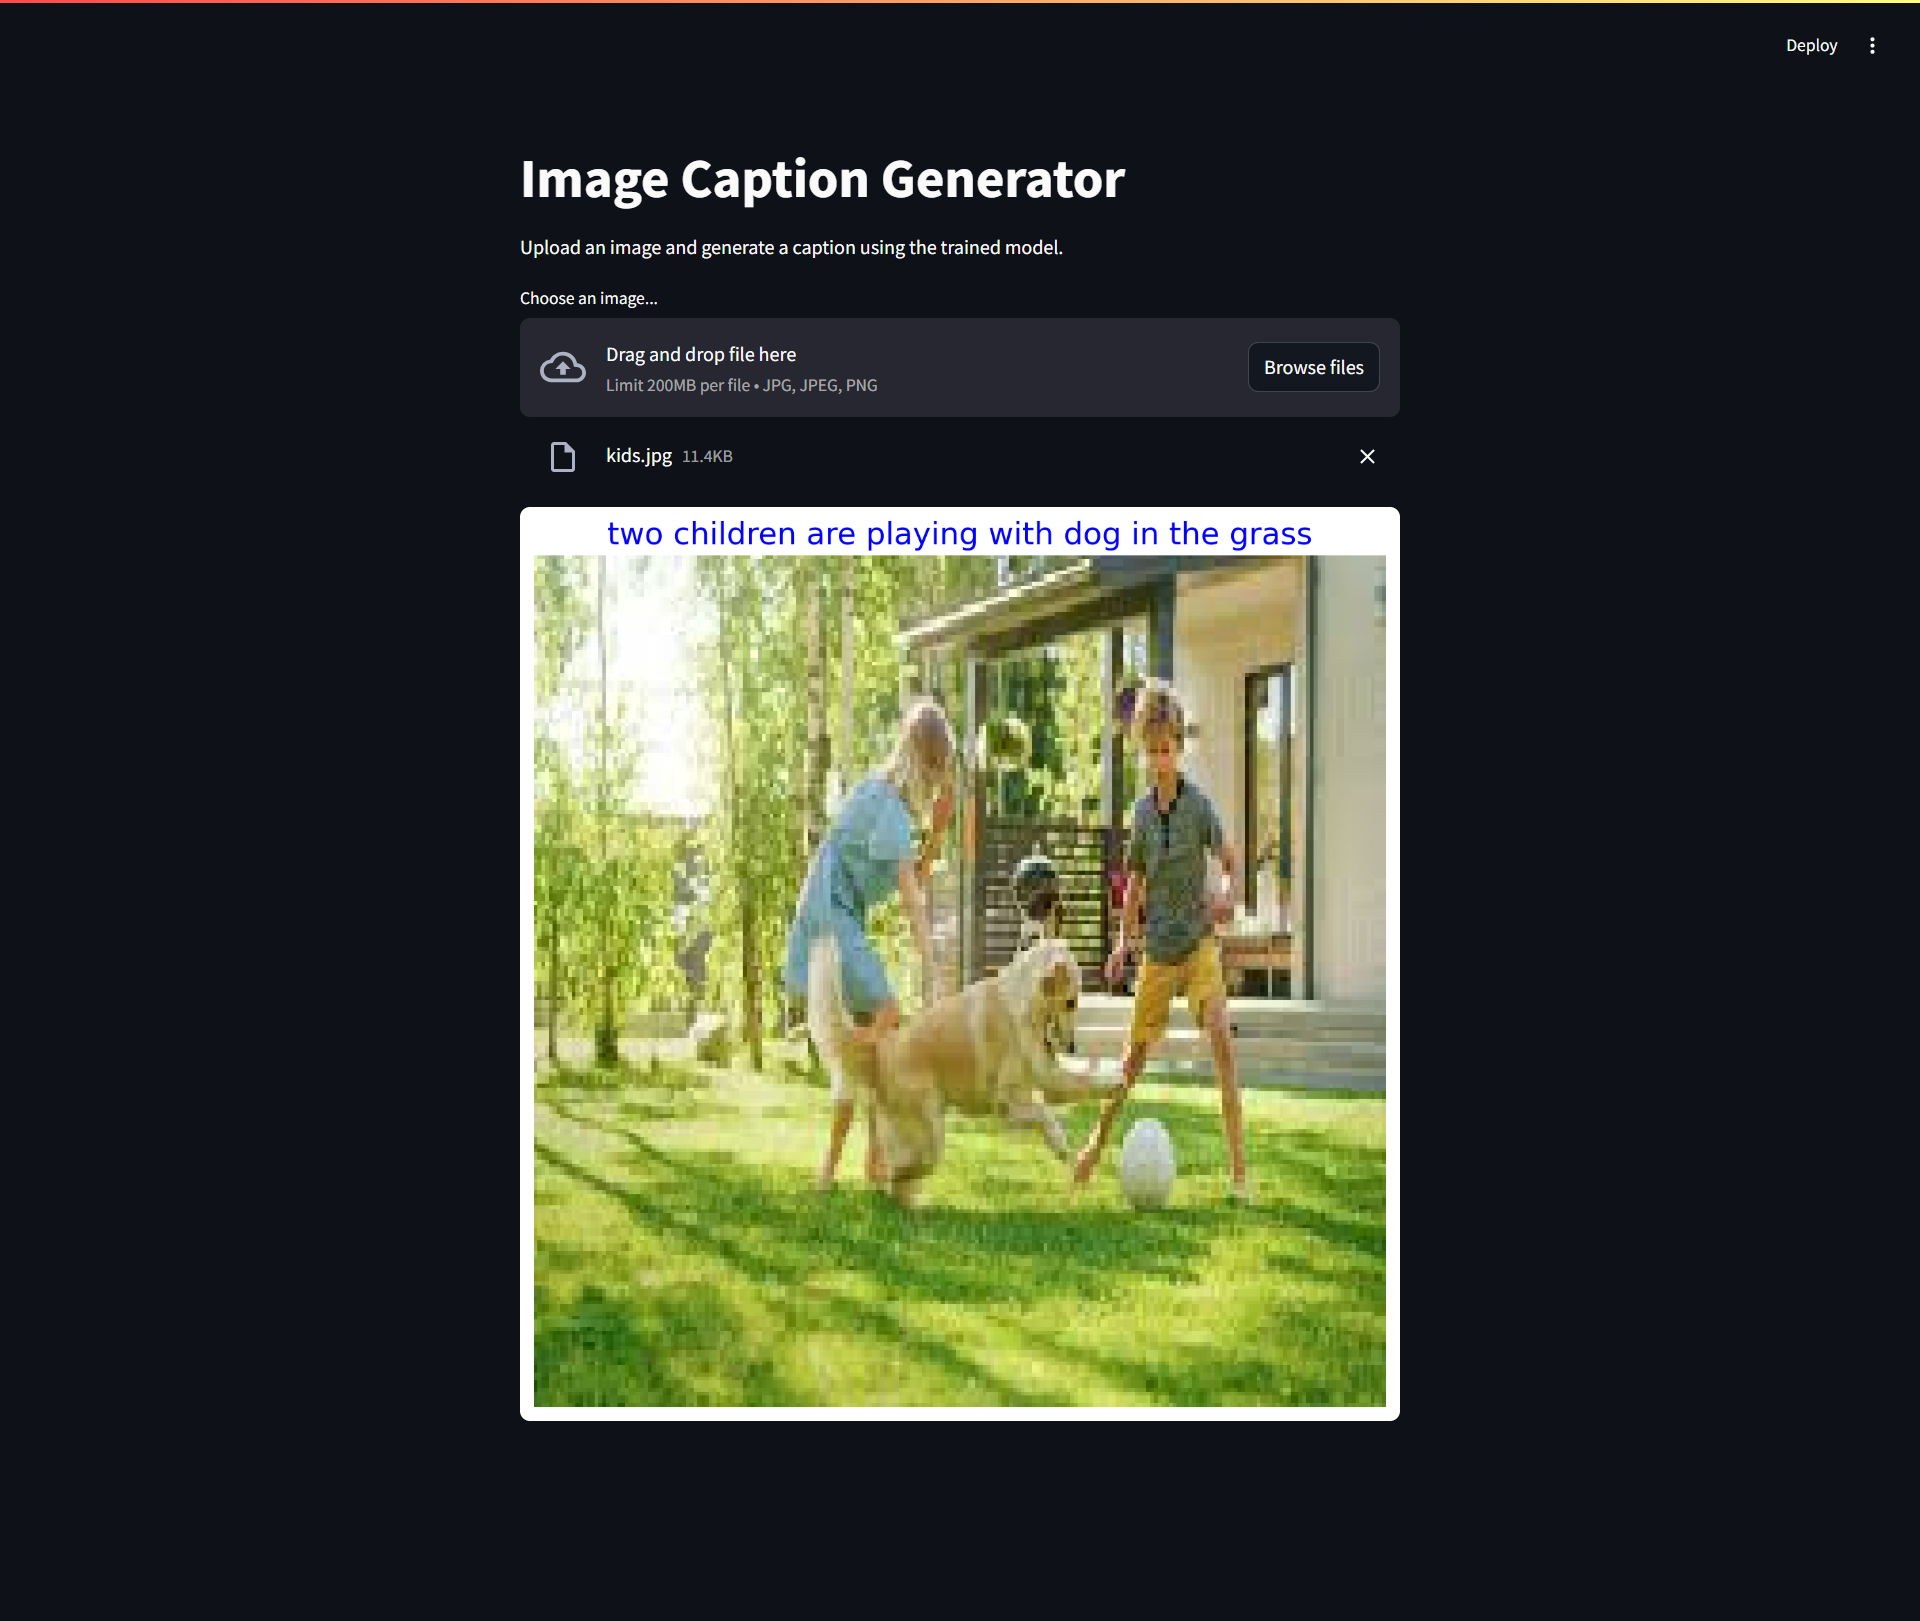 Deploy
Image Caption Generator
Upload an image and generate a caption using the trained model.
Choose an image...
Drag and drop file here
Limit 200MB per file • JPG, JPEG, PNG
Browse files
kids.jpg 11.4KB
two children are playing with dog in the grass